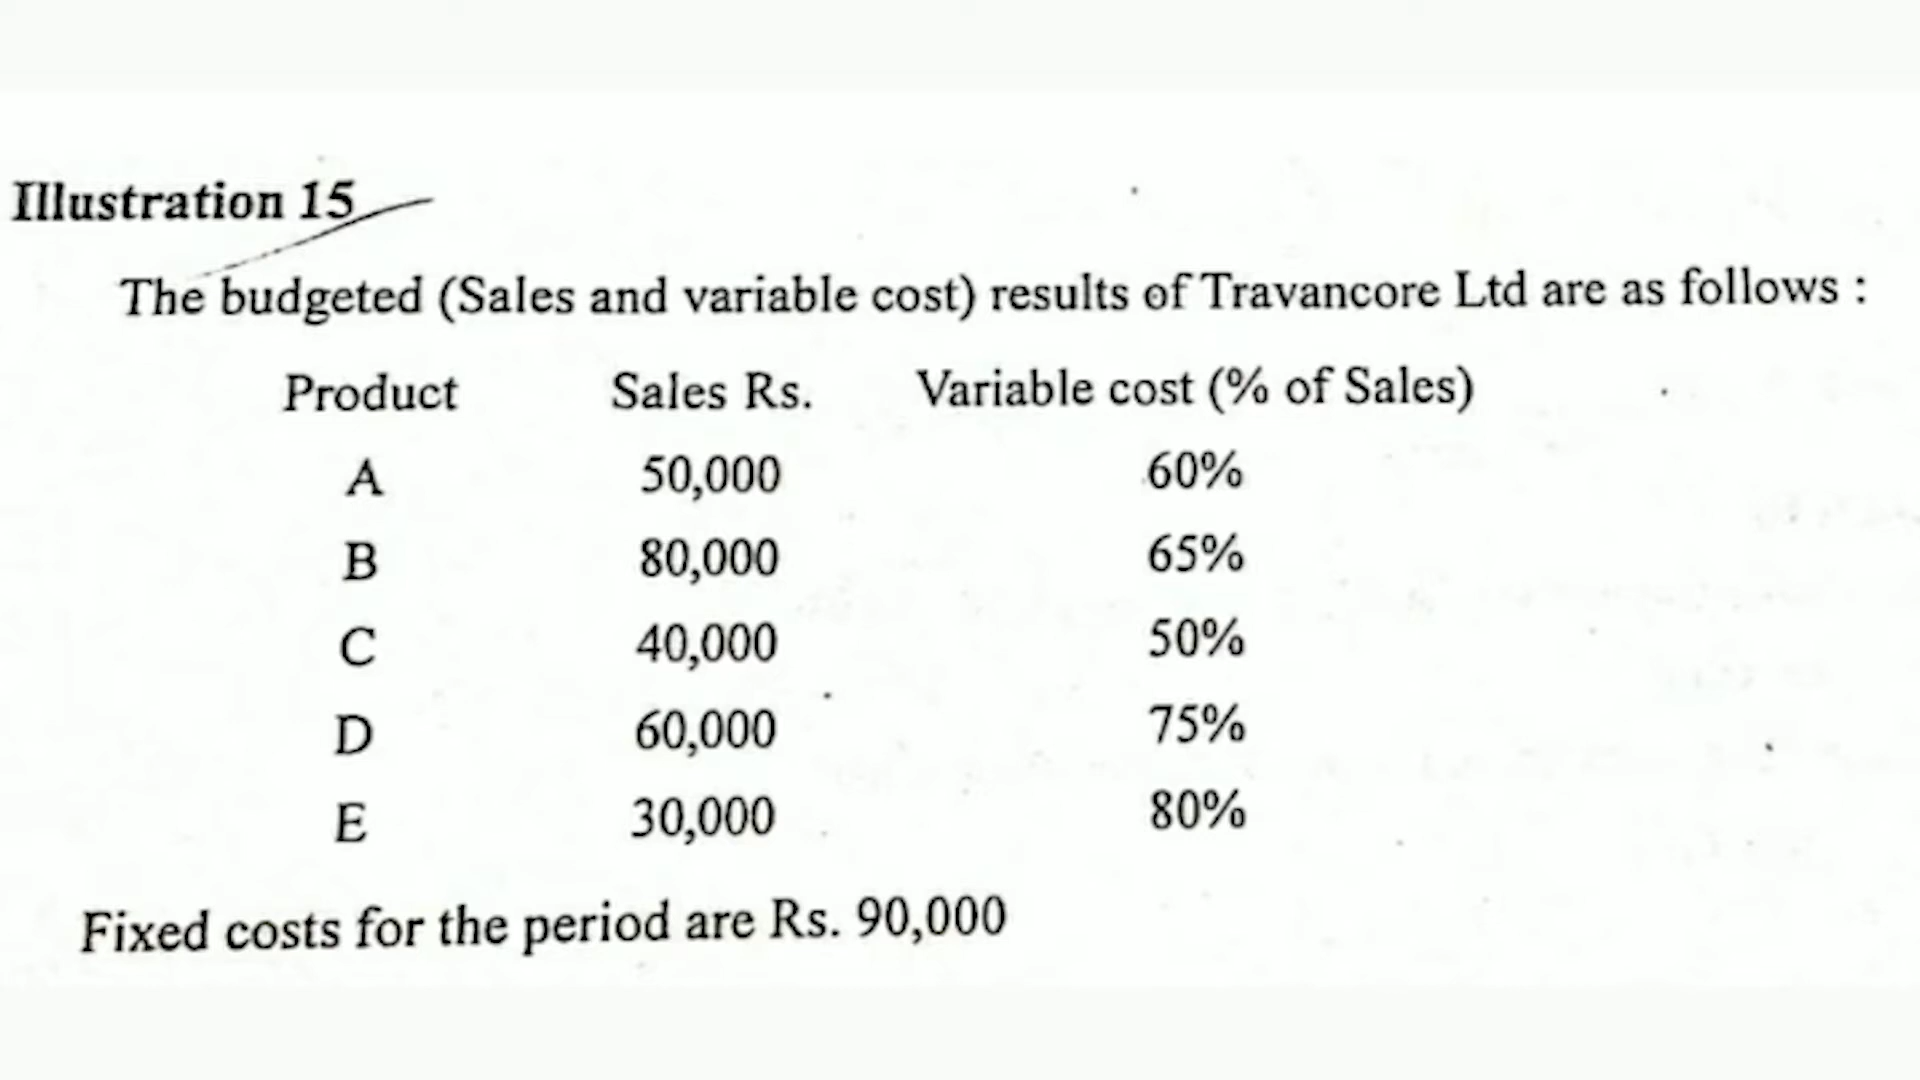 Illustration 15
The budgeted (Sales and variable cost) results of Travancore Ltd are as follows :
Product Sales Rs. Variable cost (% of Sales)
A 50,000 60%
B 80,000 65%
C 40,000 50%
D 60,000 75%
E 30,000 80%
Fixed costs for the period are Rs. 90,000